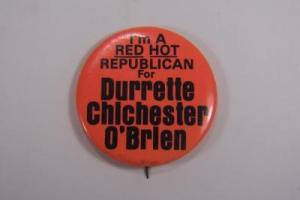 I'm A
RED HOT
REPUBLICAN
For
Durrette
Chichester
O'Brien